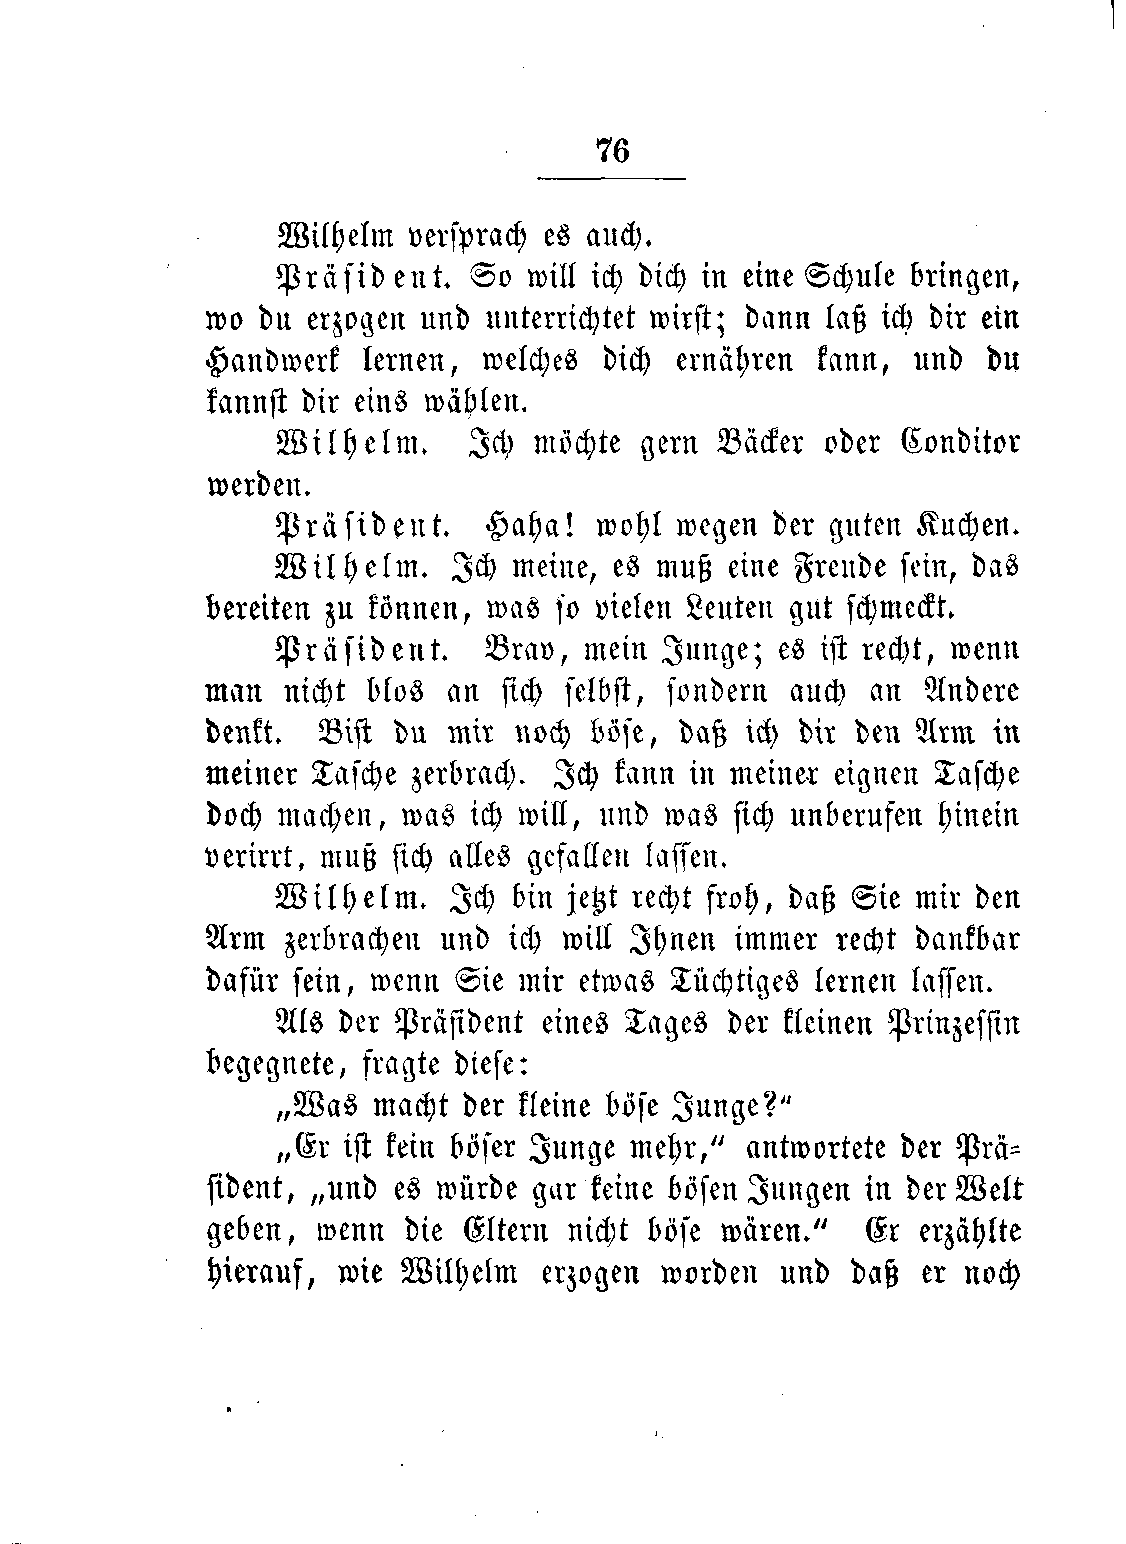 76
Wilhelm versprach es auch.
Präsident. So will ich dich in eine Schule bringen,
wo du erzogen und unterrichtet wirst; dann laß ich dir ein
Handwerk lernen, welches dich ernähren kann, und du
kannst dir eins wählen.
Wilhelm. Ich möchte gern Bäcker oder Conditor
werden.
Präsident. Haha! wohl wegen der guten Kuchen.
Wilhelm. Ich meine, es muß eine Freude sein, das
bereiten zu können, was so vielen Leuten gut schmeckt.
Präsident. Brav, mein Junge; es ist recht, wenn
man nicht blos an sich selbst, sondern auch an Andere
denkt. Bist du mir noch böse, daß ich dir den Arm in
meiner Tasche zerbrach. Ich kann in meiner eignen Tasche
doch machen, was ich will, und was sich unberufen hinein
verirrt, muß sich alles gefallen lassen.
Wilhelm. Ich bin jetzt recht froh, daß Sie mir den
Arm zerbrachen und ich will Ihnen immer recht dankbar
dafür sein, wenn Sie mir etwas Tüchtiges lernen lassen.
Als der Präsident eines Tages der kleinen Prinzessin
begegnete, fragte diese:
„Was macht der kleine böse Junge?“
„Er ist kein böser Junge mehr,“ antwortete der Prä-
sident, „und es würde gar keine bösen Jungen in der Welt
geben, wenn die Eltern nicht böse wären.“ Er erzählte
hierauf, wie Wilhelm erzogen worden und daß er noch